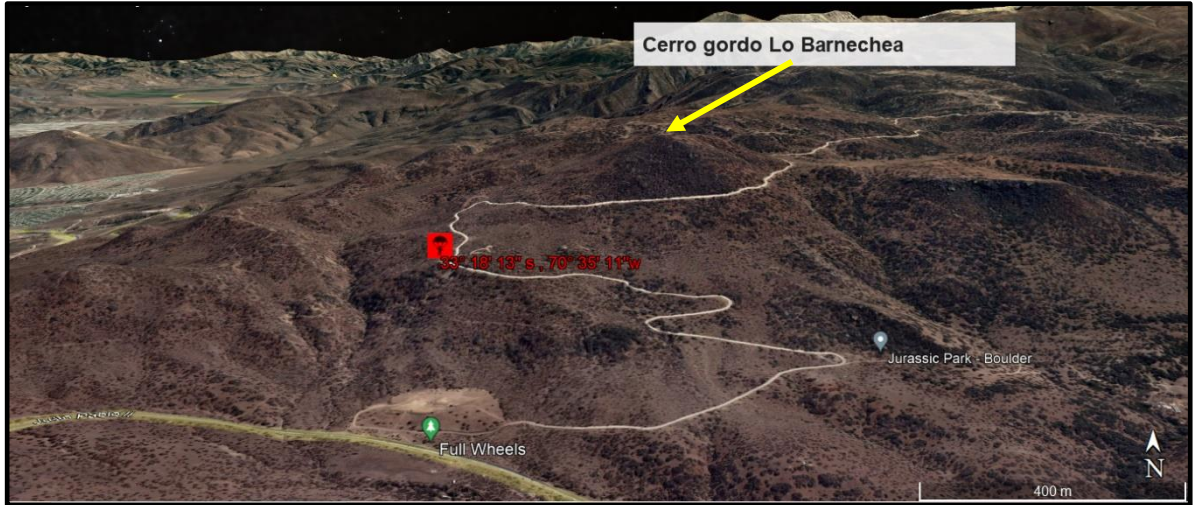 Cerro gordo Lo Barnechea
33° 18' 13" s , 70° 35' 11"w
Jurassic Park - Boulder
Full Wheels
N
400 m